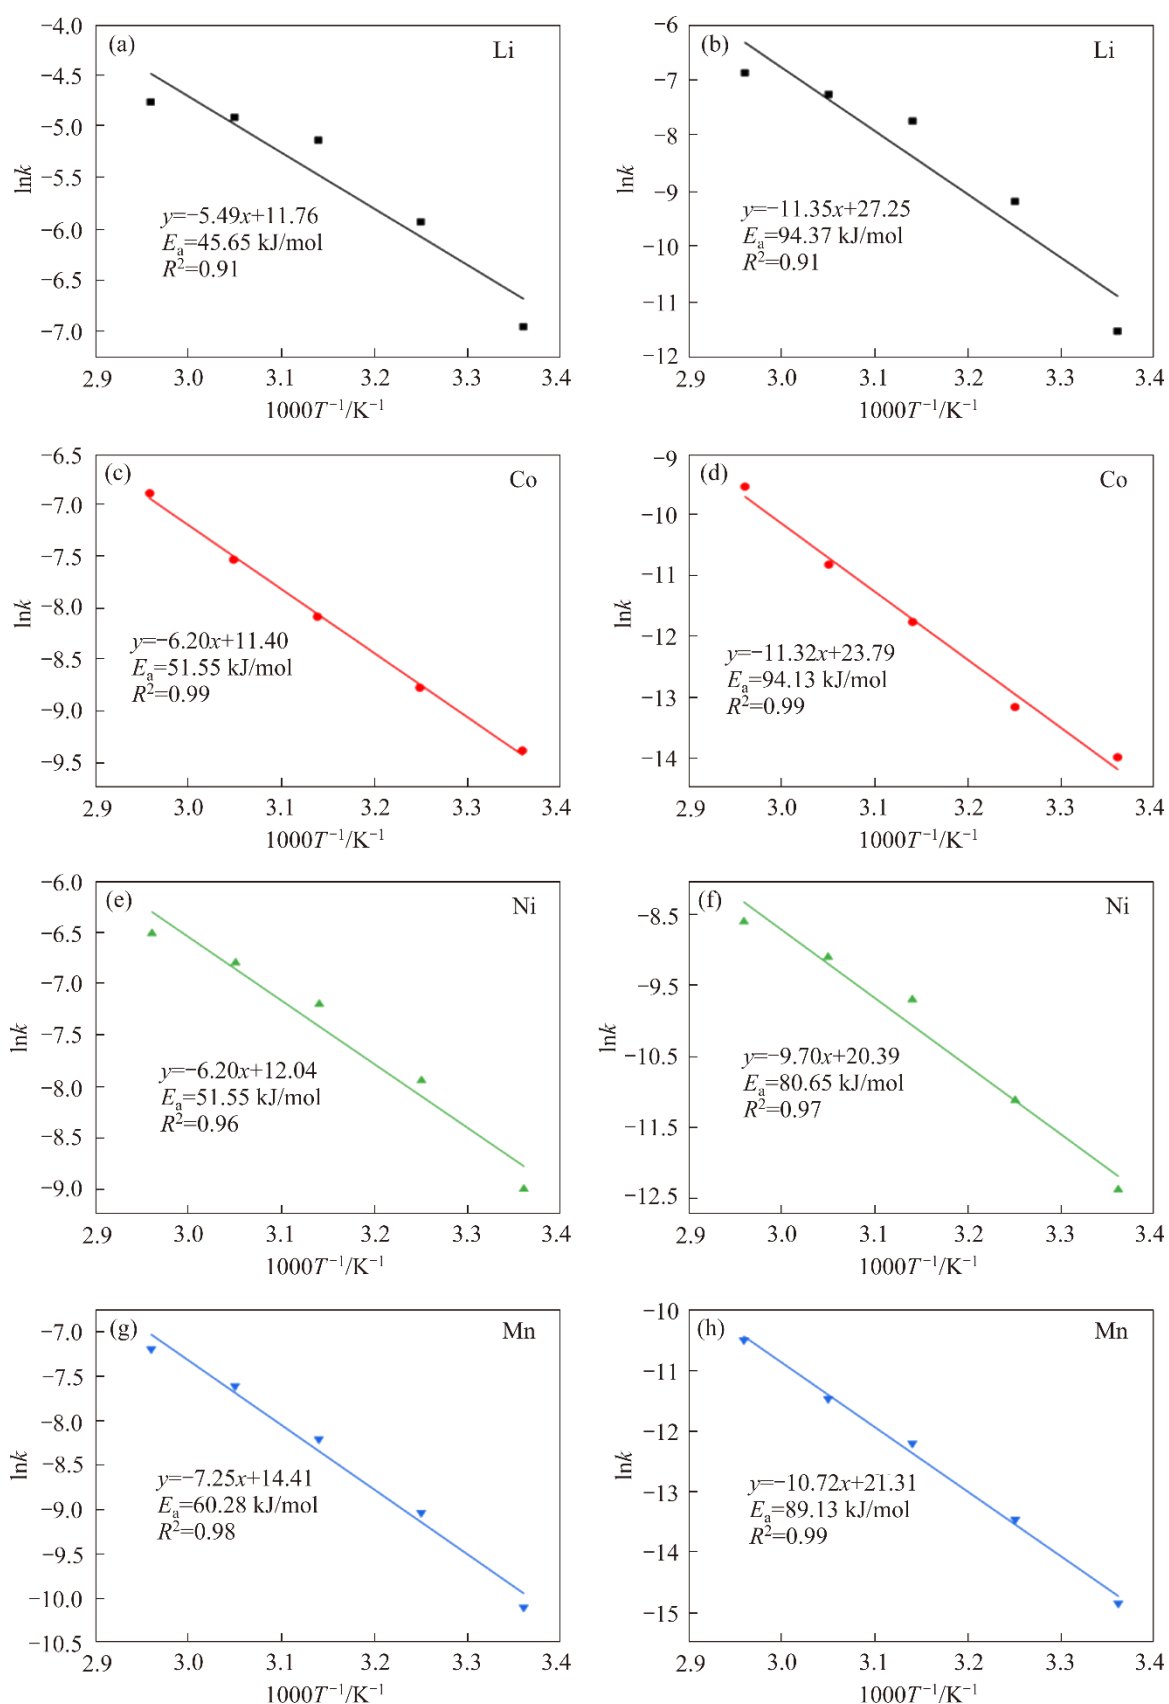 (a) Li
−4.0
−4.5
−5.0
−5.5
−6.0
−6.5
−7.0
lnk
y=−5.49x+11.76
Eₐ=45.65 kJ/mol
R²=0.91
2.9 3.0 3.1 3.2 3.3 3.4
1000T⁻¹/K⁻¹
(b) Li
−6
−7
−8
−9
−10
−11
−12
lnk
y=−11.35x+27.25
Eₐ=94.37 kJ/mol
R²=0.91
2.9 3.0 3.1 3.2 3.3 3.4
1000T⁻¹/K⁻¹
(c) Co
−6.5
−7.0
−7.5
−8.0
−8.5
−9.0
−9.5
lnk
y=−6.20x+11.40
Eₐ=51.55 kJ/mol
R²=0.99
2.9 3.0 3.1 3.2 3.3 3.4
1000T⁻¹/K⁻¹
(d) Co
−9
−10
−11
−12
−13
−14
lnk
y=−11.32x+23.79
Eₐ=94.13 kJ/mol
R²=0.99
2.9 3.0 3.1 3.2 3.3 3.4
1000T⁻¹/K⁻¹
(e) Ni
−6.0
−6.5
−7.0
−7.5
−8.0
−8.5
−9.0
lnk
y=−6.20x+12.04
Eₐ=51.55 kJ/mol
R²=0.96
2.9 3.0 3.1 3.2 3.3 3.4
1000T⁻¹/K⁻¹
(f) Ni
−8.5
−9.5
−10.5
−11.5
−12.5
lnk
y=−9.70x+20.39
Eₐ=80.65 kJ/mol
R²=0.97
2.9 3.0 3.1 3.2 3.3 3.4
1000T⁻¹/K⁻¹
(g) Mn
−7.0
−7.5
−8.0
−8.5
−9.0
−9.5
−10.0
−10.5
lnk
y=−7.25x+14.41
Eₐ=60.28 kJ/mol
R²=0.98
2.9 3.0 3.1 3.2 3.3 3.4
1000T⁻¹/K⁻¹
(h) Mn
−10
−11
−12
−13
−14
−15
lnk
y=−10.72x+21.31
Eₐ=89.13 kJ/mol
R²=0.99
2.9 3.0 3.1 3.2 3.3 3.4
1000T⁻¹/K⁻¹